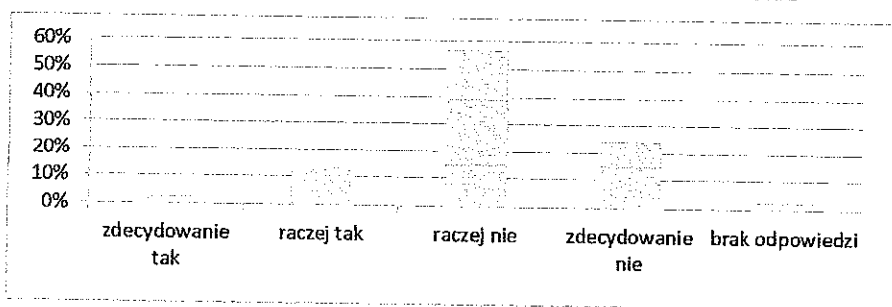 60%
50%
40%
30%
20%
10%
0%
zdecydowanie tak
raczej tak
raczej nie
zdecydowanie nie
brak odpowiedzi